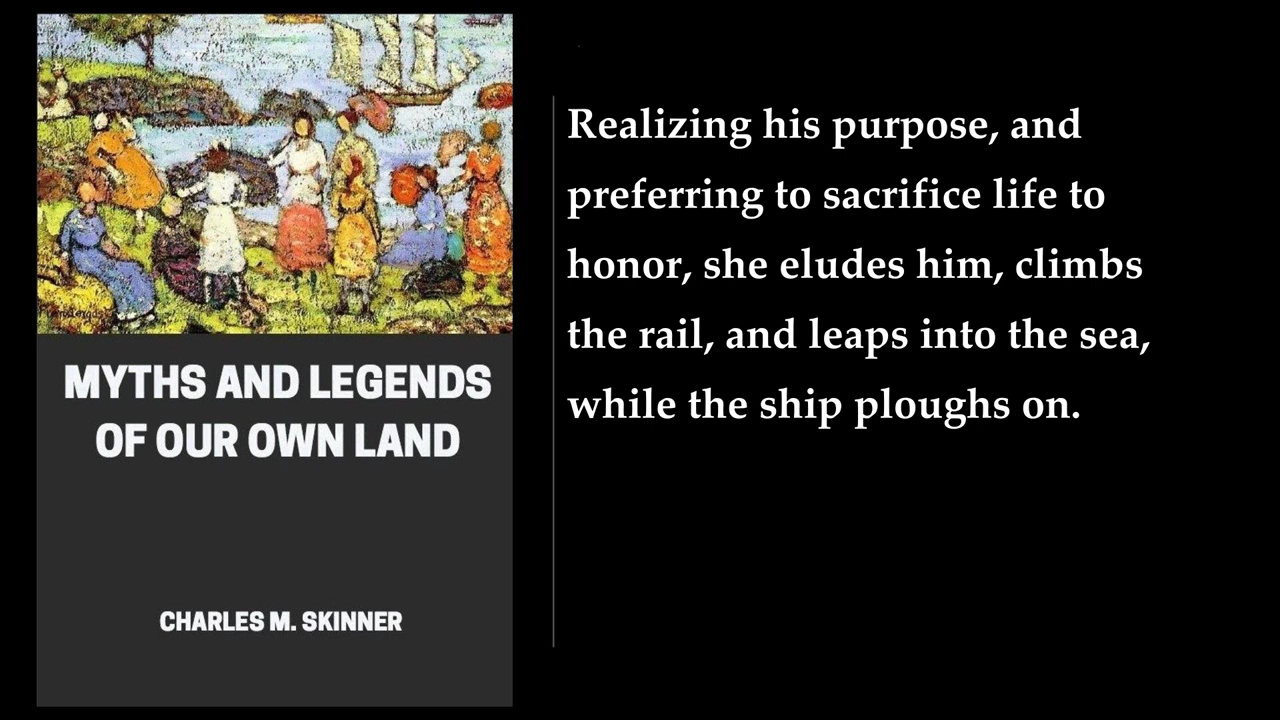 MYTHS AND LEGENDS
OF OUR OWN LAND
CHARLES M. SKINNER
Realizing his purpose, and
preferring to sacrifice life to
honor, she eludes him, climbs
the rail, and leaps into the sea,
while the ship ploughs on.